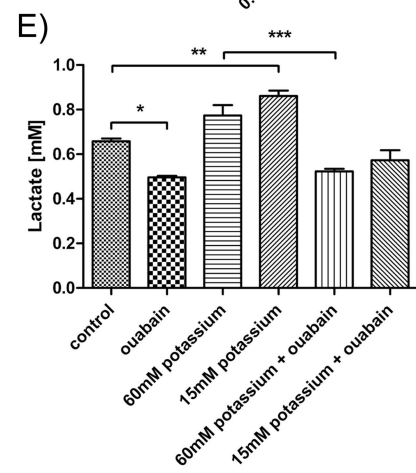 E)
***
**
*
1.0
0.8
0.6
0.4
0.2
0.0
Lactate [mM]
control
ouabain
60mM potassium
15mM potassium
60mM potassium + ouabain
15mM potassium + ouabain